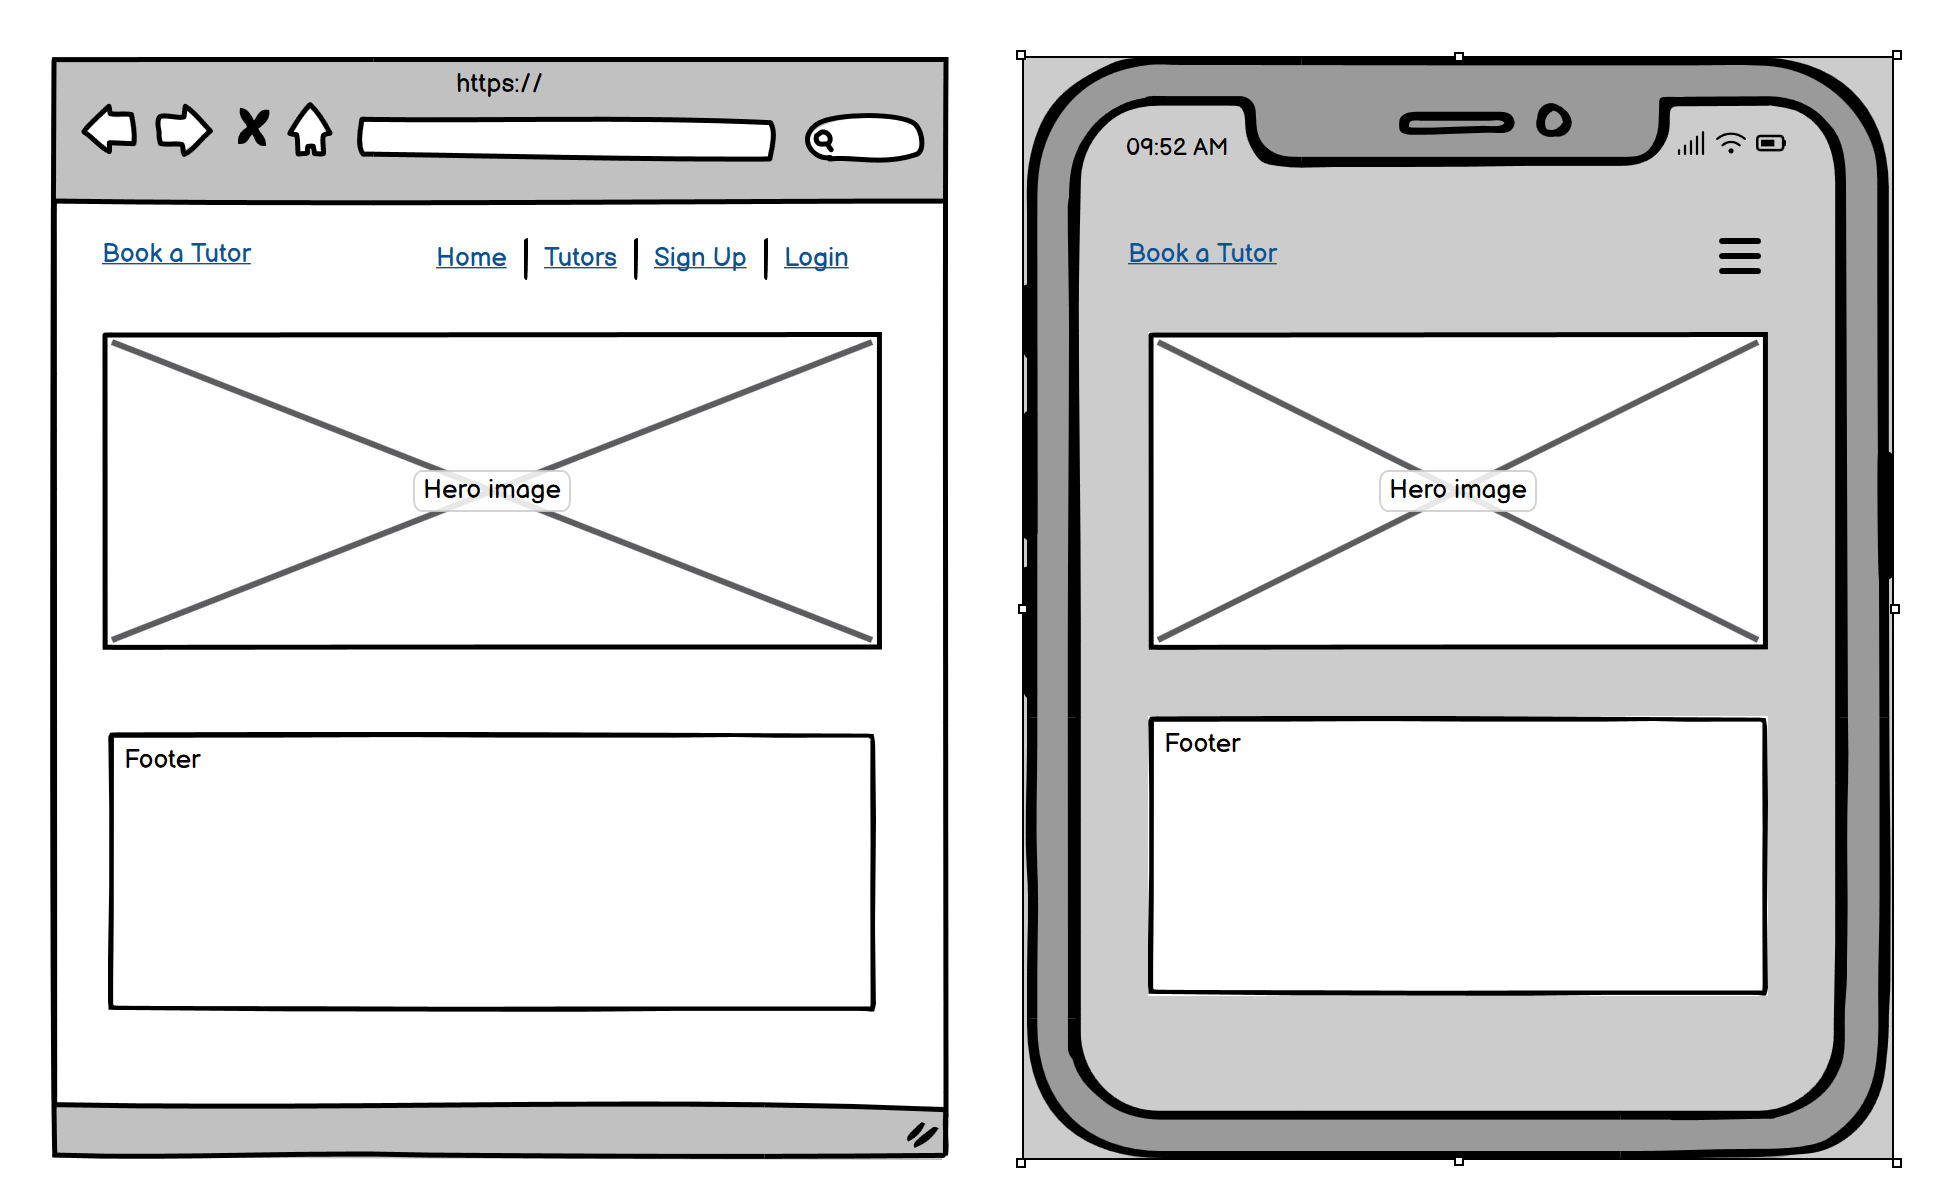 https://
Book a Tutor
Home
Tutors
Sign Up
Login
Hero image
Footer
09:52 AM
Book a Tutor
Hero image
Footer